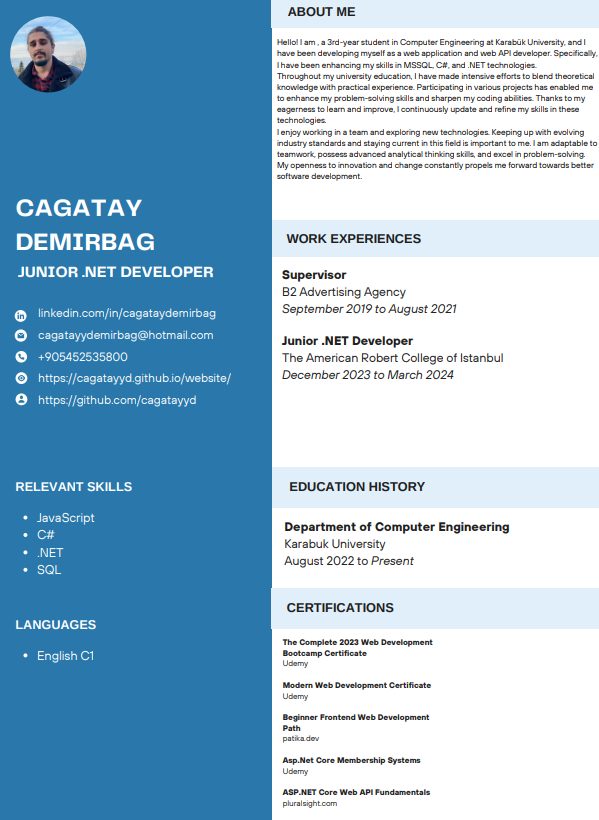 CAGATAY
DEMIRBAG
JUNIOR .NET DEVELOPER
linkedin.com/in/cagataydemirbag
cagatayydemirbag@hotmail.com
+905452535800
https://cagatayyd.github.io/website/
https://github.com/cagatayyd
RELEVANT SKILLS
• JavaScript
• C#
• .NET
• SQL
LANGUAGES
• English C1
ABOUT ME
Hello! I am , a 3rd-year student in Computer Engineering at Karabük University, and I
have been developing myself as a web application and web API developer. Specifically,
I have been enhancing my skills in MSSQL, C#, and .NET technologies.
Throughout my university education, I have made intensive efforts to blend theoretical
knowledge with practical experience. Participating in various projects has enabled me
to enhance my problem-solving skills and sharpen my coding abilities. Thanks to my
eagerness to learn and improve, I continuously update and refine my skills in these
technologies.
I enjoy working in a team and exploring new technologies. Keeping up with evolving
industry standards and staying current in this field is important to me. I am adaptable to
teamwork, possess advanced analytical thinking skills, and excel in problem-solving.
My openness to innovation and change constantly propels me forward towards better
software development.
WORK EXPERIENCES
Supervisor
B2 Advertising Agency
September 2019 to August 2021
Junior .NET Developer
The American Robert College of Istanbul
December 2023 to March 2024
EDUCATION HISTORY
Department of Computer Engineering
Karabuk University
August 2022 to Present
CERTIFICATIONS
The Complete 2023 Web Development
Bootcamp Certificate
Udemy
Modern Web Development Certificate
Udemy
Beginner Frontend Web Development
Path
patika.dev
Asp.Net Core Membership Systems
Udemy
ASP.NET Core Web API Fundamentals
pluralsight.com